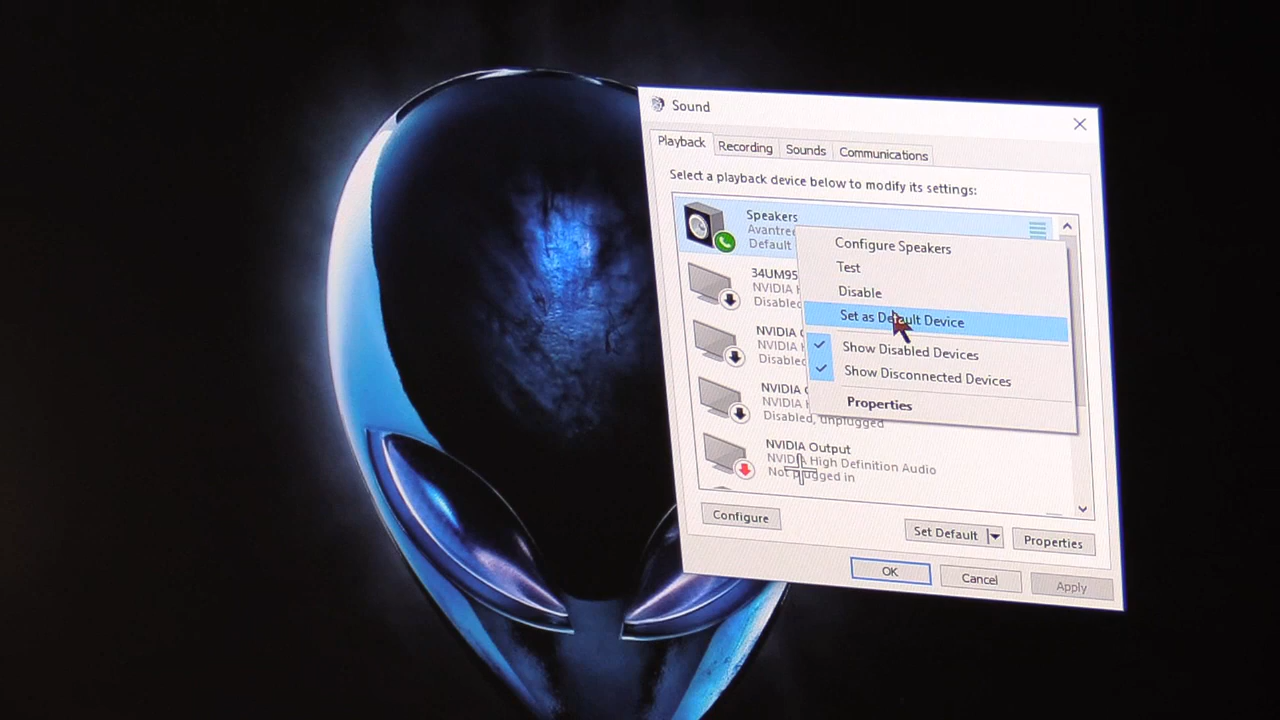 Sound
Playback
Recording
Sounds
Communications
Select a playback device below to modify its settings:
Speakers
Avantree
Default
Configure Speakers
Test
Disable
Set as Default Device
Show Disabled Devices
Show Disconnected Devices
Properties
34UM95
NVIDIA
Disabled
NVIDIA
NVIDIA
Disabled
NVIDIA
NVIDIA
Disabled, unplugged
NVIDIA Output
NVIDIA High Definition Audio
Not plugged in
Configure
Set Default
Properties
OK
Cancel
Apply